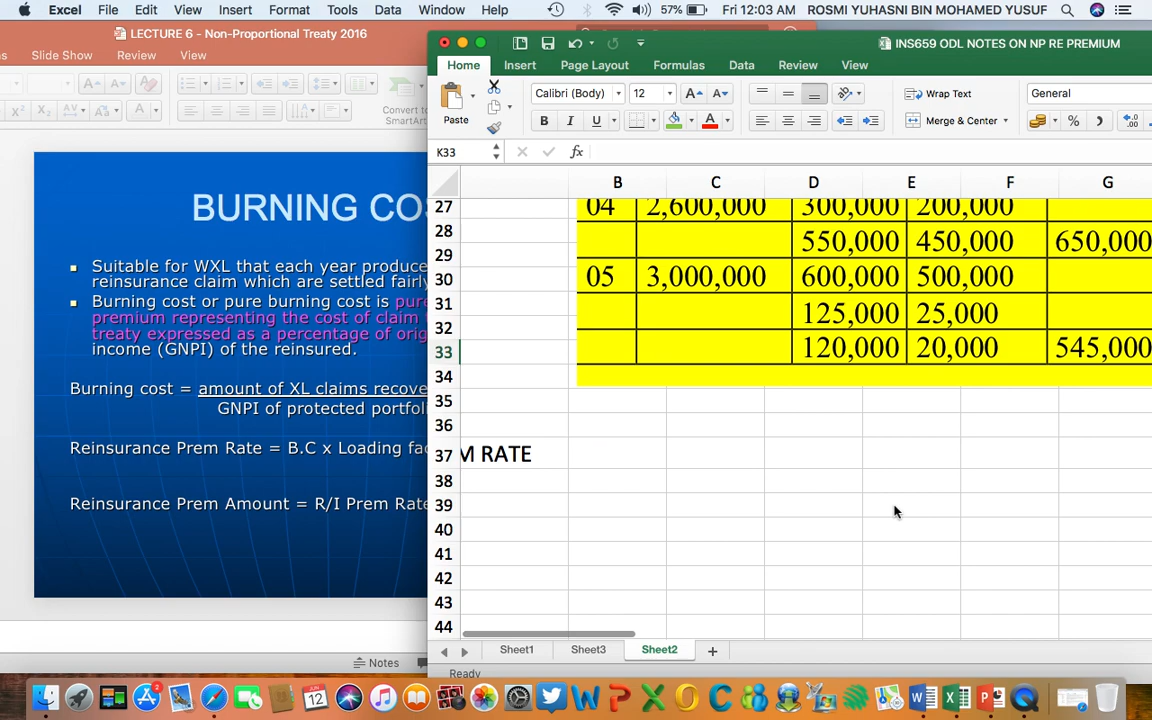 Excel File Edit View Insert Format Tools Data Window Help 57% Fri 12:03 AM ROSMI YUHASNI BIN MOHAMED YUSUF
LECTURE 6 - Non-Proportional Treaty 2016
Slide Show Review View
Convert to
SmartArt
BURNING CO
Suitable for WXL that each year produce
reinsurance claim which are settled fairly
Burning cost or pure burning cost is pure
premium representing the cost of claim
treaty expressed as a percentage of orig
income (GNPI) of the reinsured.
Burning cost = amount of XL claims recove
GNPI of protected portfoli
Reinsurance Prem Rate = B.C x Loading fac
Reinsurance Prem Amount = R/I Prem Rate
Notes
INS659 ODL NOTES ON NP RE PREMIUM
Home Insert Page Layout Formulas Data Review View
Paste
Calibri (Body) 12
A A
Wrap Text
General
B I U A
Merge & Center
%
K33 fx
B C D E F G
27 04 2,600,000 300,000 200,000
28
29 550,000 450,000 650,000
30 05 3,000,000 600,000 500,000
31 125,000 25,000
32
33 120,000 20,000 545,000
34
35
36
37 M RATE
38
39
40
41
42
43
44
Sheet1 Sheet3 Sheet2 +
Ready